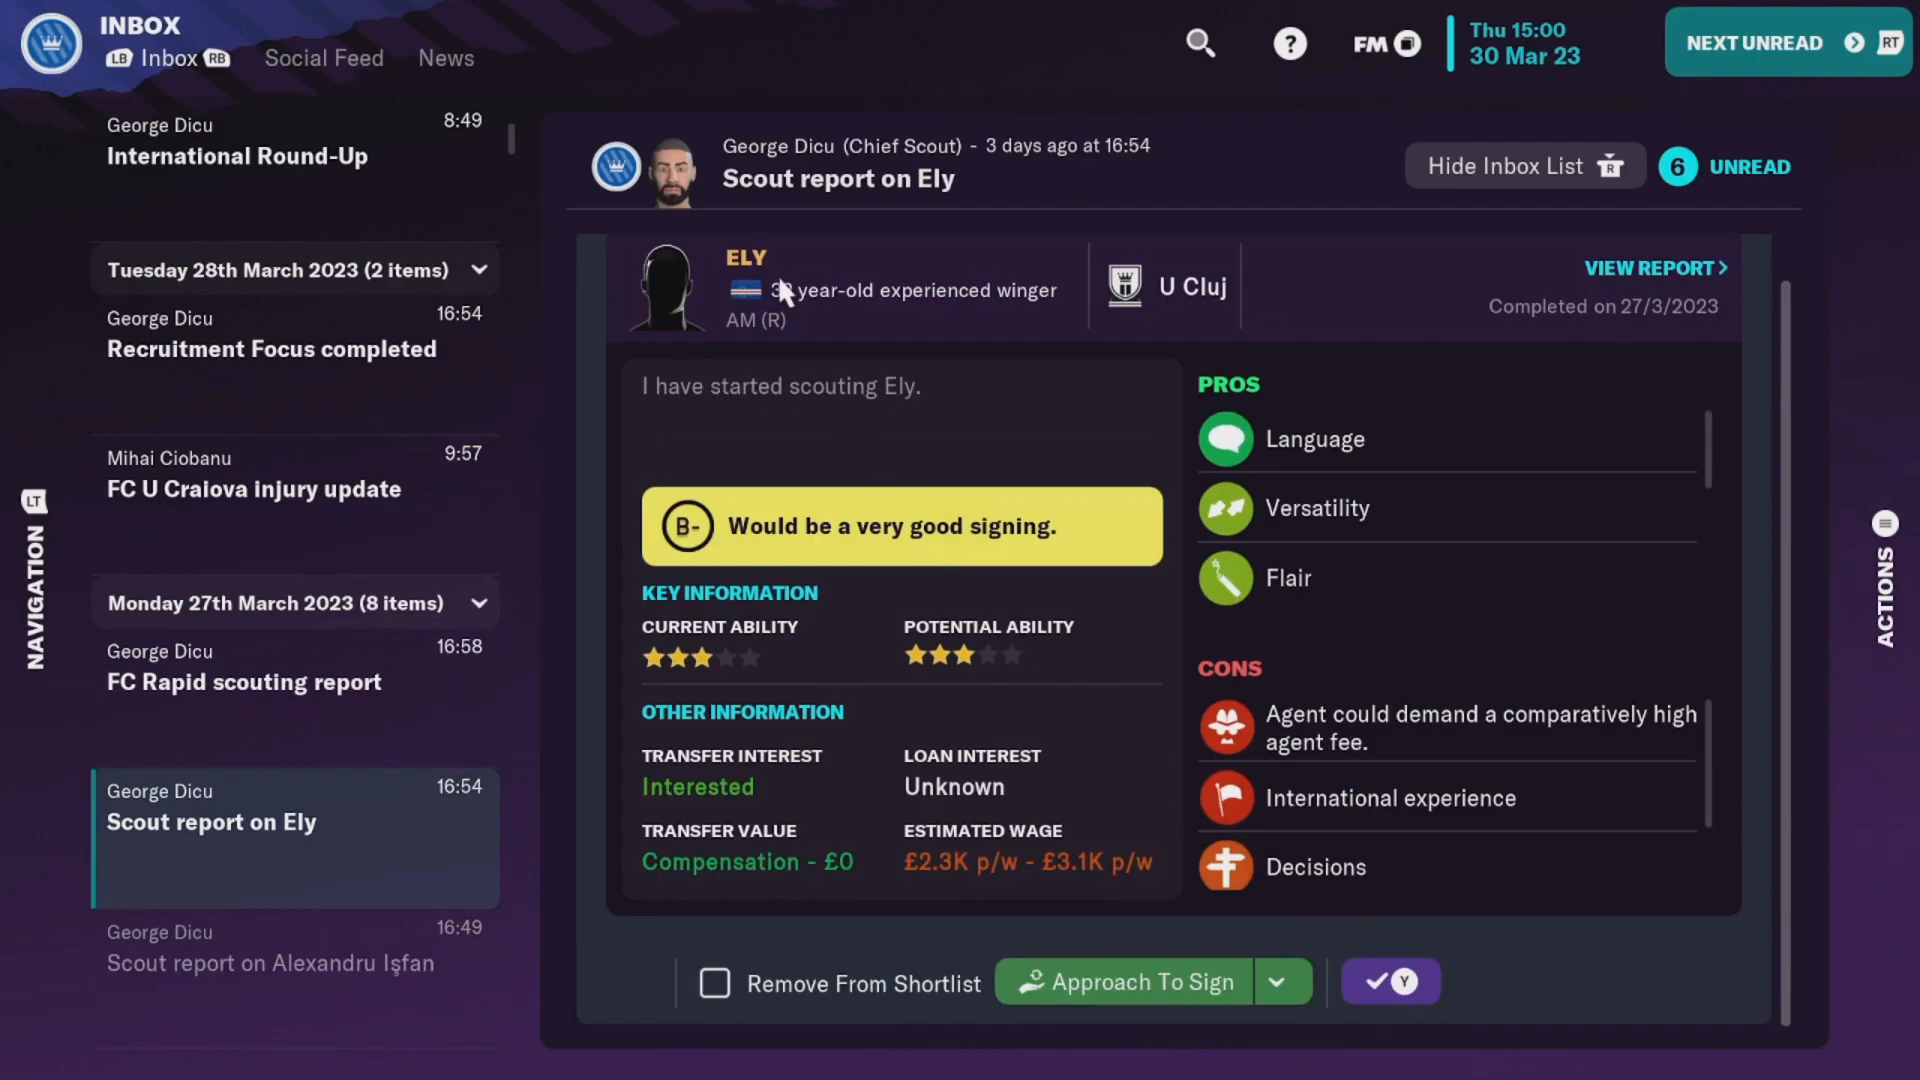 INBOX
LB Inbox RB Social Feed News
FM
Thu 15:00
30 Mar 23
NEXT UNREAD RT
George Dicu 8:49
International Round-Up
Tuesday 28th March 2023 (2 items)
George Dicu 16:54
Recruitment Focus completed
Mihai Ciobanu 9:57
FC U Craiova injury update
Monday 27th March 2023 (8 items)
George Dicu 16:58
FC Rapid scouting report
George Dicu 16:54
Scout report on Ely
George Dicu 16:49
Scout report on Alexandru Işfan
LT
NAVIGATIN
George Dicu (Chief Scout) - 3 days ago at 16:54
Scout report on Ely
Hide Inbox List R
6 UNREAD
ELY
year-old experienced winger
AM (R)
U Cluj
VIEW REPORT >
Completed on 27/3/2023
I have started scouting Ely.
B- Would be a very good signing.
KEY INFORMATION
CURRENT ABILITY POTENTIAL ABILITY
OTHER INFORMATION
TRANSFER INTEREST LOAN INTEREST
Interested Unknown
TRANSFER VALUE ESTIMATED WAGE
Compensation - £0 £2.3K p/w - £3.1K p/w
PROS
Language
Versatility
Flair
CONS
Agent could demand a comparatively high
agent fee.
International experience
Decisions
Remove From Shortlist
Approach To Sign
Y
ACTIONS